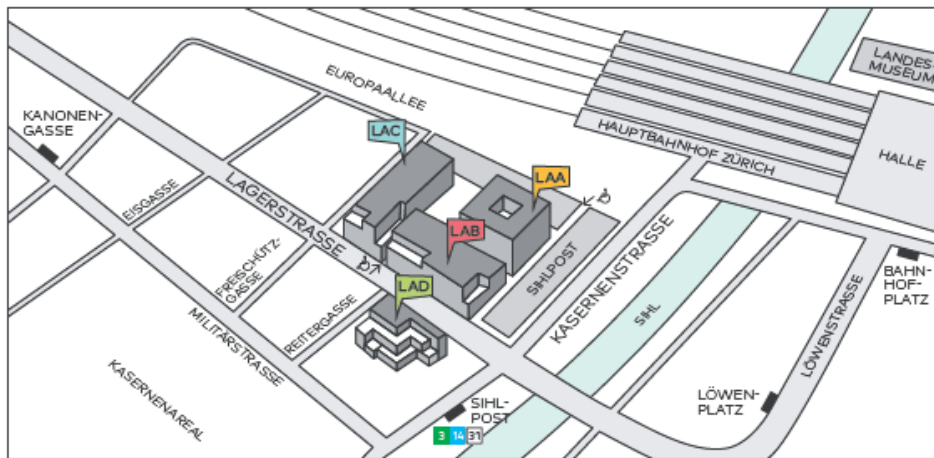 LANDES-
MUSEUM
EUROPAALLEE
KANONEN-
GASSE
LAC
HAUPTBAHNHOF ZÜRICH
HALLE
LAA
EISGASSE
LAGERSTRASSE
LAB
FREISCHÜTZ-
GASSE
SIHLPOST
KASERNENSTRASSE
BAHN-
HOF-
PLATZ
LAD
SIHL
MILITÄRSTRASSE
REITERGASSE
LÖWENSTRASSE
KASERNENAREAL
LÖWEN-
PLATZ
SIHL-
POST
3 14 31